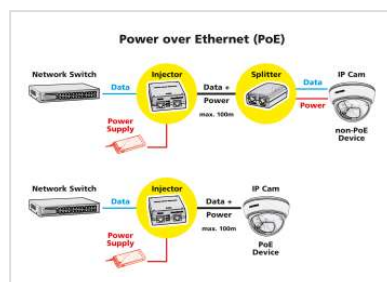 Power over Ethernet (PoE)
Network Switch
Injector
Splitter
IP Cam
Data
Data +
Power
max. 100m
Data
Power
Power
Supply
non-PoE
Device
Network Switch
Injector
IP Cam
Data
Data +
Power
max. 100m
Power
Supply
PoE
Device